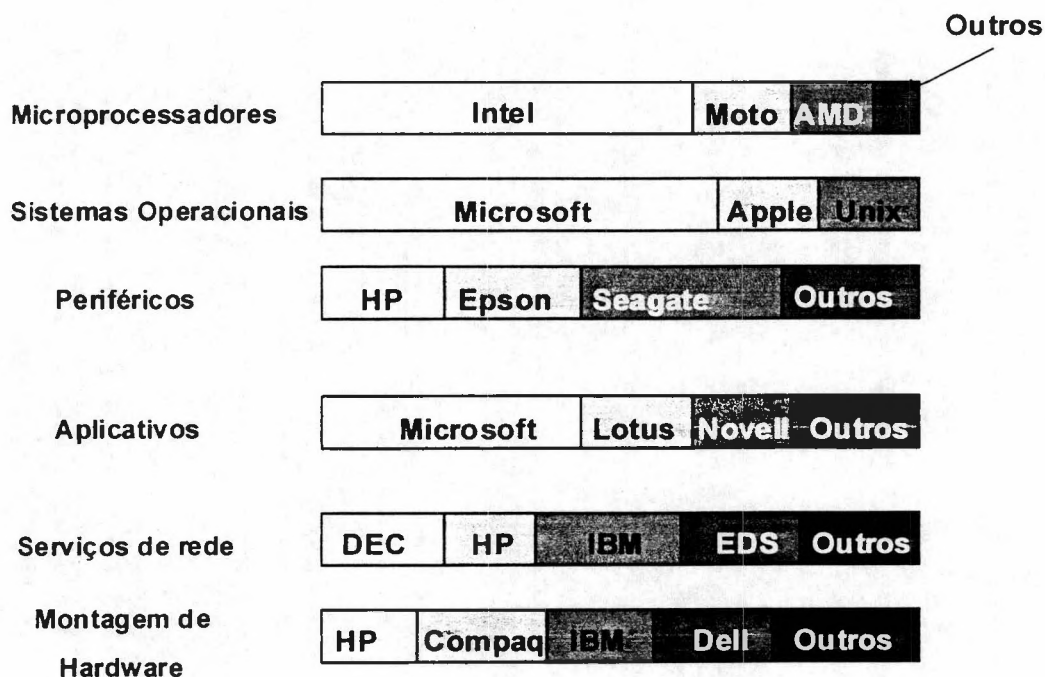 Outros
Microprocessadores Intel Moto AMD
Sistemas Operacionais Microsoft Apple Unix
Periféricos HP Epson Seagate Outros
Aplicativos Microsoft Lotus Novell Outros
Serviços de rede DEC HP IBM EDS Outros
Montagem de
HP Compaq IBM Dell Outros
Hardware